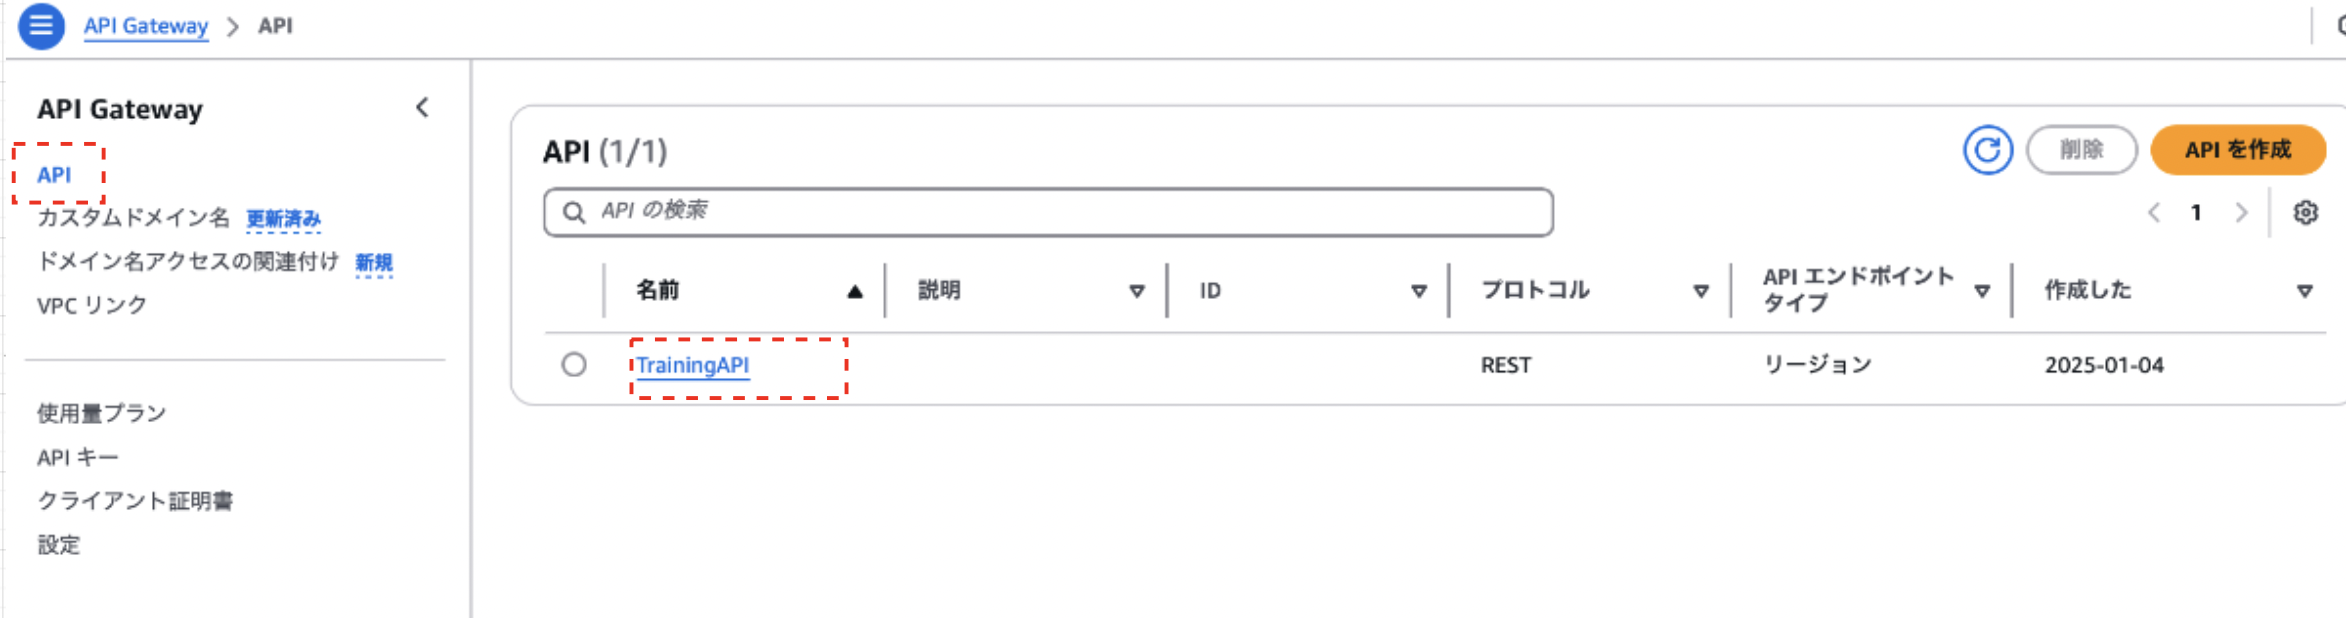 API Gateway > API
API Gateway
API
カスタムドメイン名 更新済み
ドメイン名アクセスの関連付け 新規
VPC リンク
使用量プラン
API キー
クライアント証明書
設定
API (1/1)
削除
API を作成
API の検索
1
名前 説明 ID プロトコル API エンドポイント
タイプ 作成した
TrainingAPI REST リージョン 2025-01-04